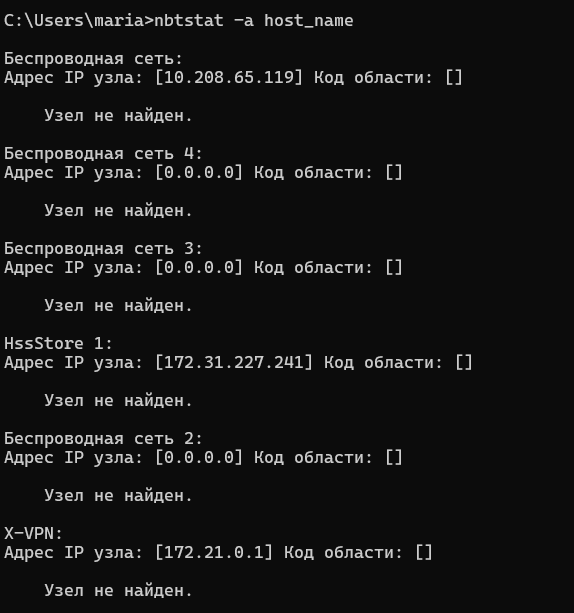 C:\Users\maria>nbtstat -a host_name
Беспроводная сеть:
Адрес IP узла: [10.208.65.119] Код области: []
Узел не найден.
Беспроводная сеть 4:
Адрес IP узла: [0.0.0.0] Код области: []
Узел не найден.
Беспроводная сеть 3:
Адрес IP узла: [0.0.0.0] Код области: []
Узел не найден.
HssStore 1:
Адрес IP узла: [172.31.227.241] Код области: []
Узел не найден.
Беспроводная сеть 2:
Адрес IP узла: [0.0.0.0] Код области: []
Узел не найден.
X-VPN:
Адрес IP узла: [172.21.0.1] Код области: []
Узел не найден.